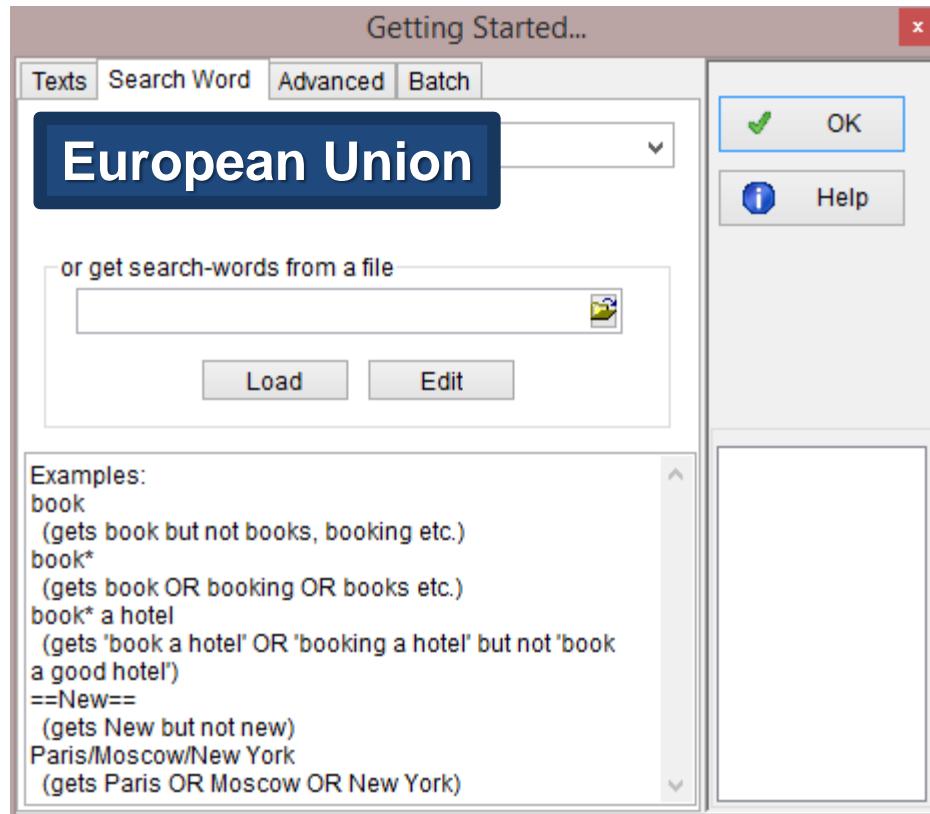 Getting Started...
x
Texts Search Word Advanced Batch
European Union
OK
Help
or get search-words from a file
Load Edit
Examples:
book
(gets book but not books, booking etc.)
book*
(gets book OR booking OR books etc.)
book* a hotel
(gets 'book a hotel' OR 'booking a hotel' but not 'book
a good hotel')
==New==
(gets New but not new)
Paris/Moscow/New York
(gets Paris OR Moscow OR New York)